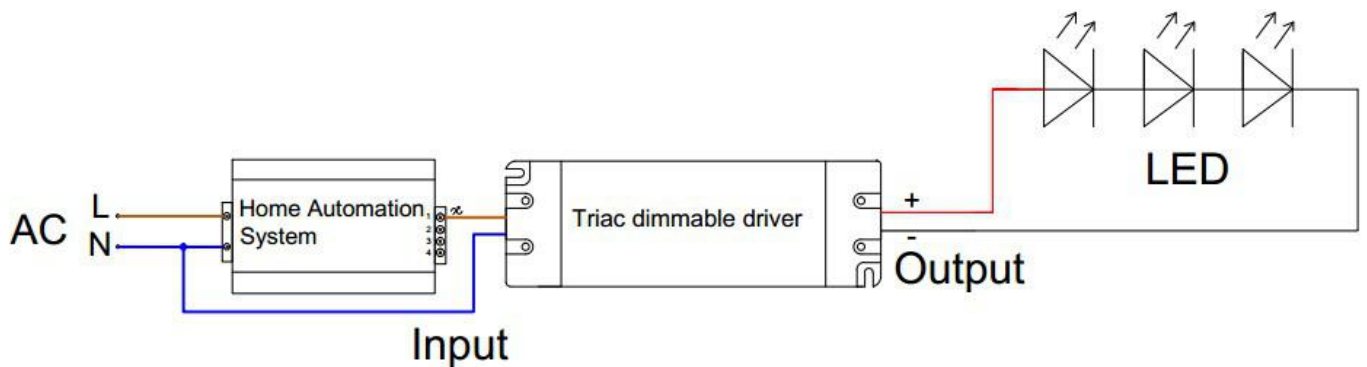 AC
L
N
Home Automation
System
1
2
3
4
Input
Triac dimmable driver
+
-
Output
LED